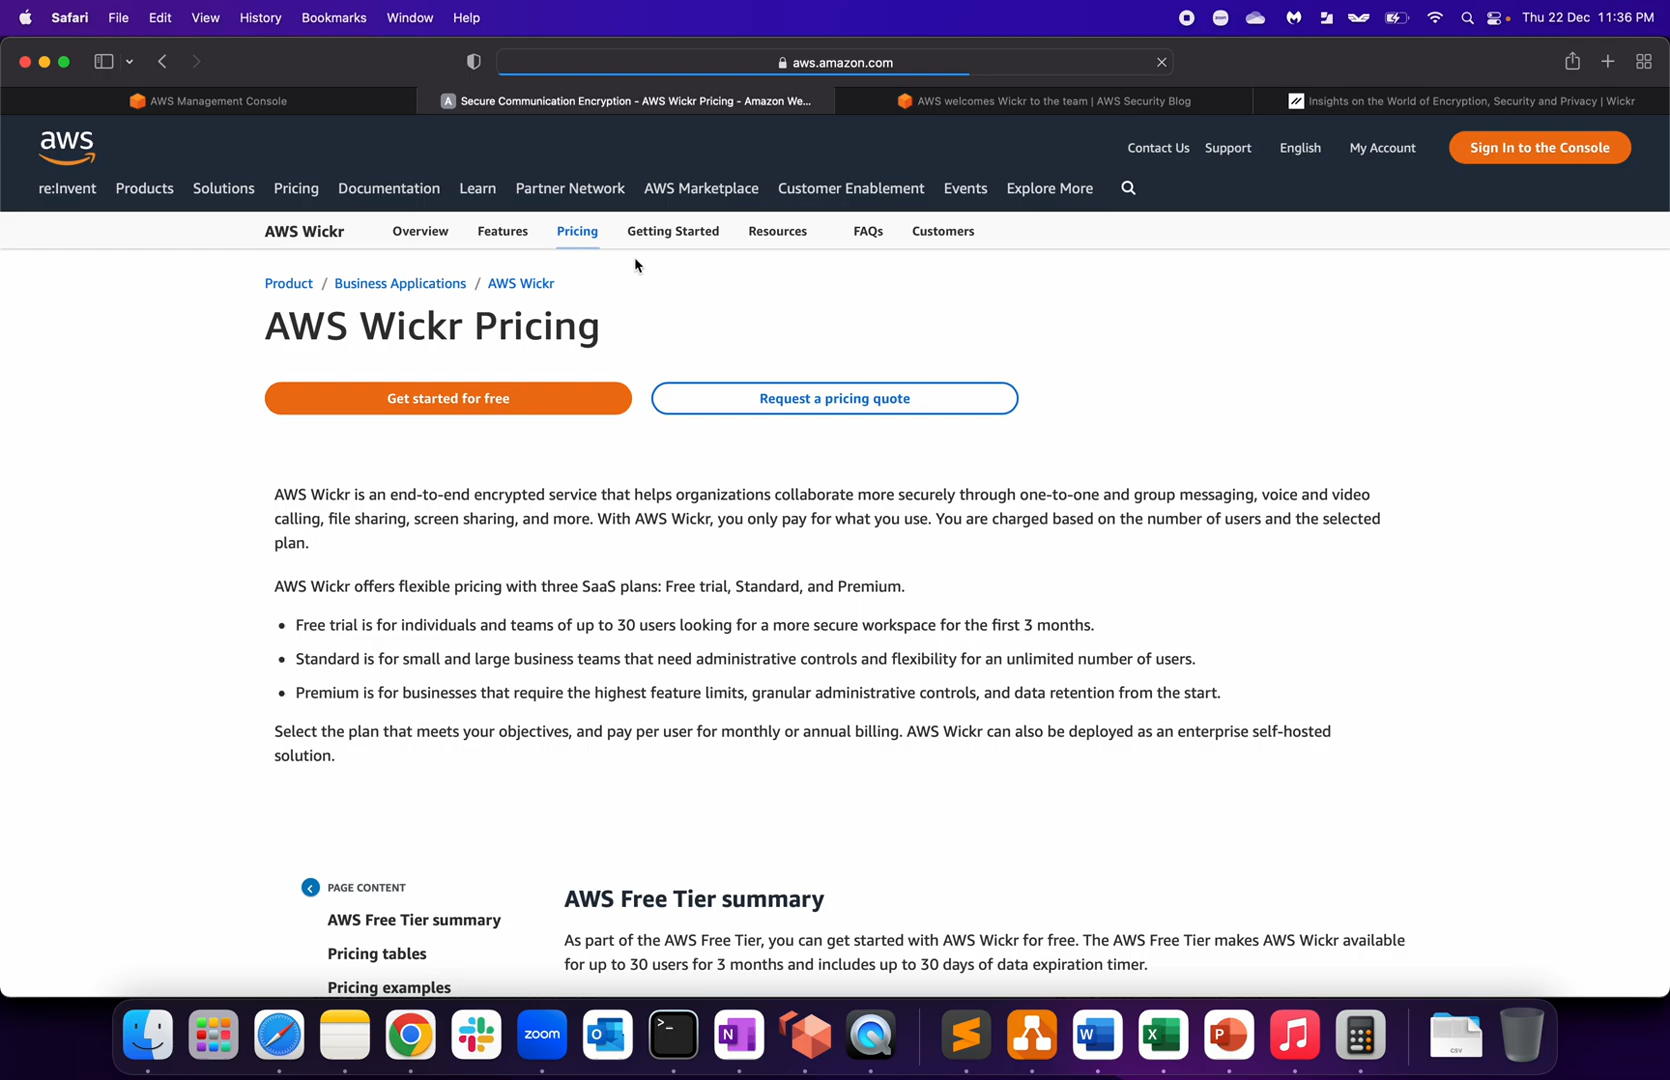 Safari File Edit View History Bookmarks Window Help
Thu 22 Dec 11:36 PM
aws.amazon.com
AWS Management Console
A Secure Communication Encryption - AWS Wickr Pricing - Amazon We...
AWS welcomes Wickr to the team | AWS Security Blog
Insights on the World of Encryption, Security and Privacy | Wickr
aws
Contact Us Support English My Account Sign In to the Console
re:Invent Products Solutions Pricing Documentation Learn Partner Network AWS Marketplace Customer Enablement Events Explore More
AWS Wickr Overview Features Pricing Getting Started Resources FAQs Customers
Product / Business Applications / AWS Wickr
AWS Wickr Pricing
Get started for free
Request a pricing quote
AWS Wickr is an end-to-end encrypted service that helps organizations collaborate more securely through one-to-one and group messaging, voice and video
calling, file sharing, screen sharing, and more. With AWS Wickr, you only pay for what you use. You are charged based on the number of users and the selected
plan.
AWS Wickr offers flexible pricing with three SaaS plans: Free trial, Standard, and Premium.
• Free trial is for individuals and teams of up to 30 users looking for a more secure workspace for the first 3 months.
• Standard is for small and large business teams that need administrative controls and flexibility for an unlimited number of users.
• Premium is for businesses that require the highest feature limits, granular administrative controls, and data retention from the start.
Select the plan that meets your objectives, and pay per user for monthly or annual billing. AWS Wickr can also be deployed as an enterprise self-hosted
solution.
PAGE CONTENT
AWS Free Tier summary
Pricing tables
Pricing examples
AWS Free Tier summary
As part of the AWS Free Tier, you can get started with AWS Wickr for free. The AWS Free Tier makes AWS Wickr available
for up to 30 users for 3 months and includes up to 30 days of data expiration timer.
zoom
O
>_
N
S
W
X
P
CSV